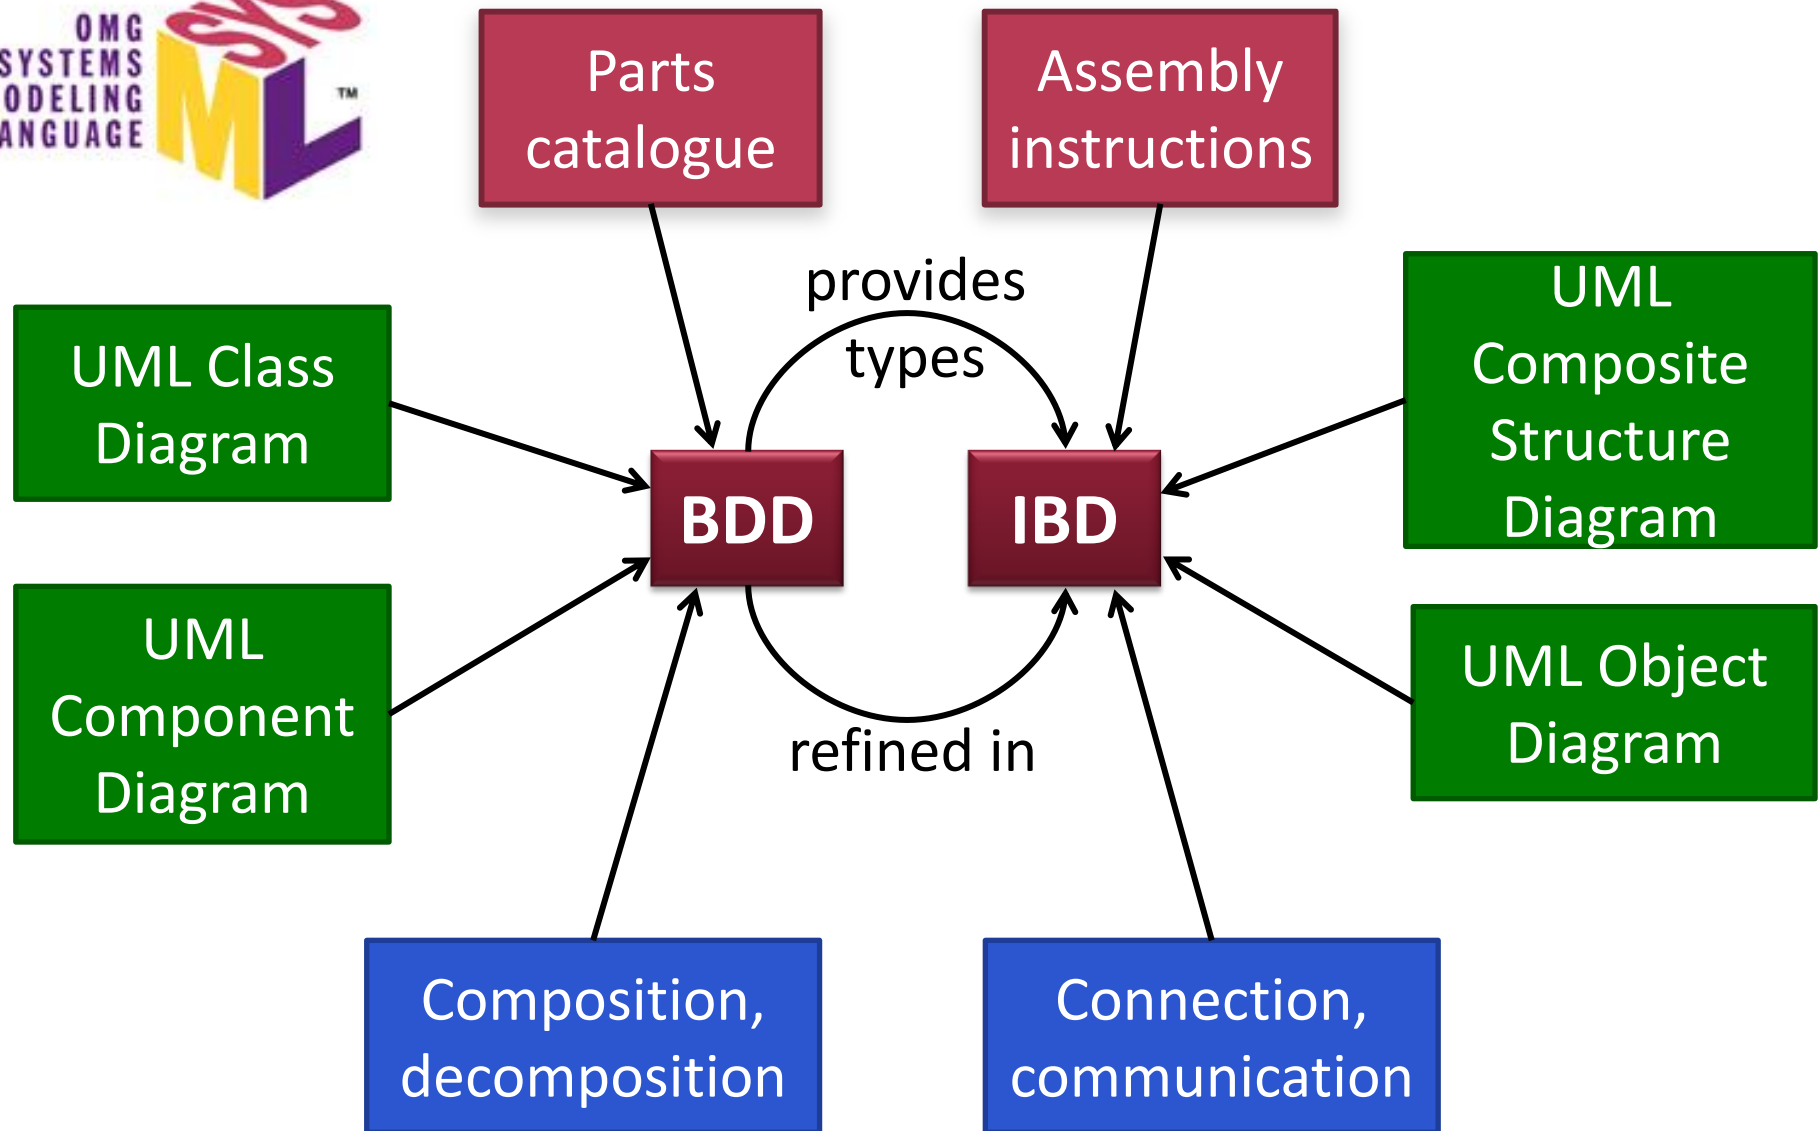 OMG
SYSTEMS
ODELING
ANGUAGE
SYS
ML
TM
Parts
catalogue
Assembly
instructions
provides
types
UML Class
Diagram
UML
Composite
Structure
Diagram
BDD
IBD
UML
Component
Diagram
UML Object
Diagram
refined in
Composition,
decomposition
Connection,
communication